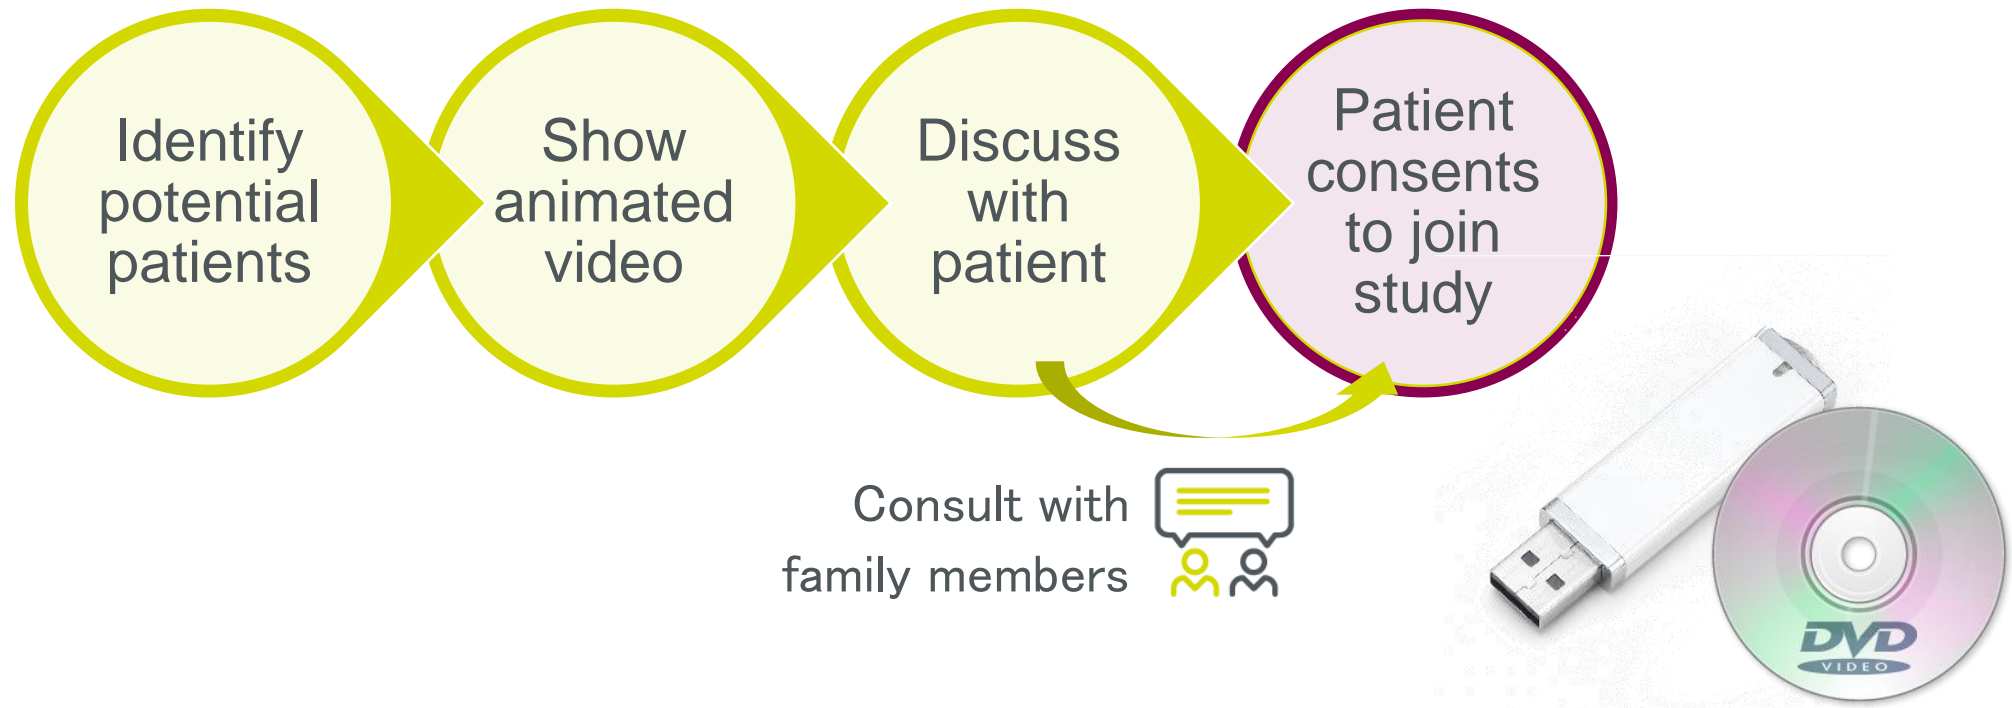 Identify
potential
patients
Show
animated
video
Discuss
with
patient
Patient
consents
to join
study
Consult with
family members
DVD
VIDEO